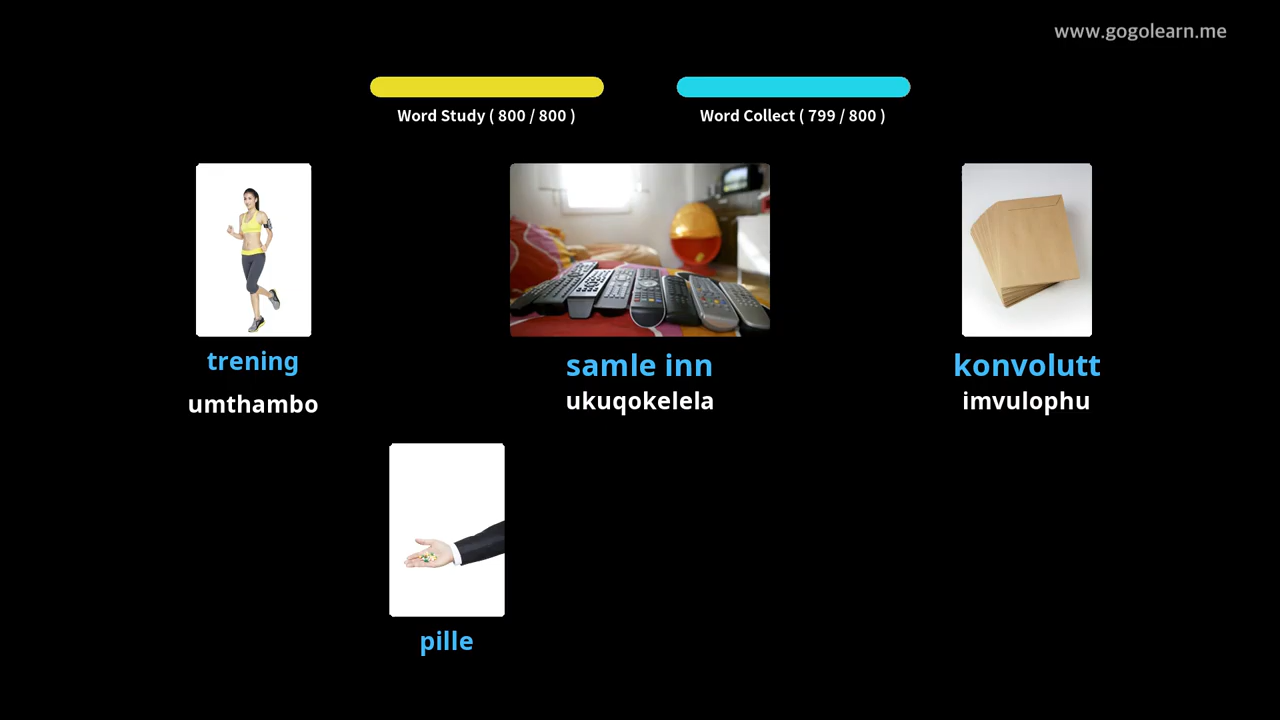 www.gogolearn.me
Word Study ( 800 / 800 )
Word Collect ( 799 / 800 )
trening
umthambo
samle inn
ukuqokelela
konvolutt
imvulophu
pille